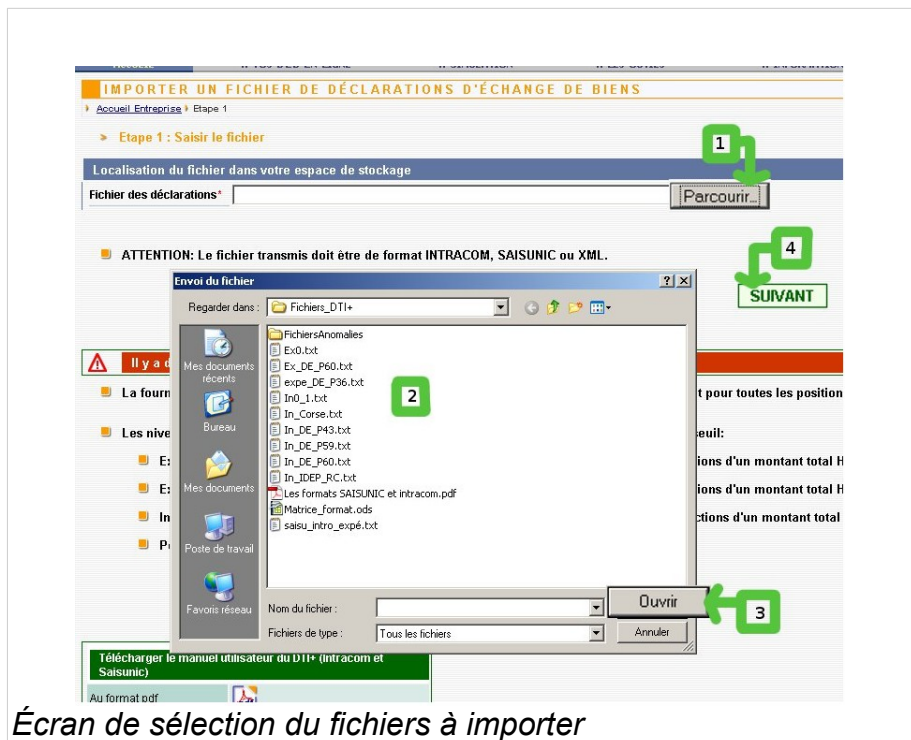 IMPORTER UN FICHIER DE DÉCLARATIONS D'ÉCHANGE DE BIENS
Accueil Entreprise Etape 1
Etape 1 : Saisir le fichier
1
Localisation du fichier dans votre espace de stockage
Fichier des déclarations*
Parcourir...
ATTENTION: Le fichier transmis doit être de format INTRACOM, SAISUNIC ou XML.
4
SUIVANT
Envoi du fichier
Regarder dans :
Fichiers_DTI+
Mes documents récents
Bureau
Mes documents
Poste de travail
Favoris réseau
FichiersAnomalies
Ex0.txt
Ex_DE_P60.txt
expe_DE_P36.txt
In0_1.txt
In_Corse.txt
In_DE_P43.txt
In_DE_P59.txt
In_DE_P60.txt
In_IDEP_RC.txt
Les formats SAISUNIC et intracom.pdf
Matrice_format.ods
saisu_intro_expé.txt
2
Nom du fichier :
Ouvrir
3
Fichiers de type :
Tous les fichiers
Annuler
Il y a d
La fourn
t pour toutes les position
Les nive
seuil:
ions d'un montant total H
ions d'un montant total H
In
ctions d'un montant total
Télécharger le manuel utilisateur du DTI+ (Intracom et
Saisunic)
Au format pdf
Écran de sélection du fichiers à importer